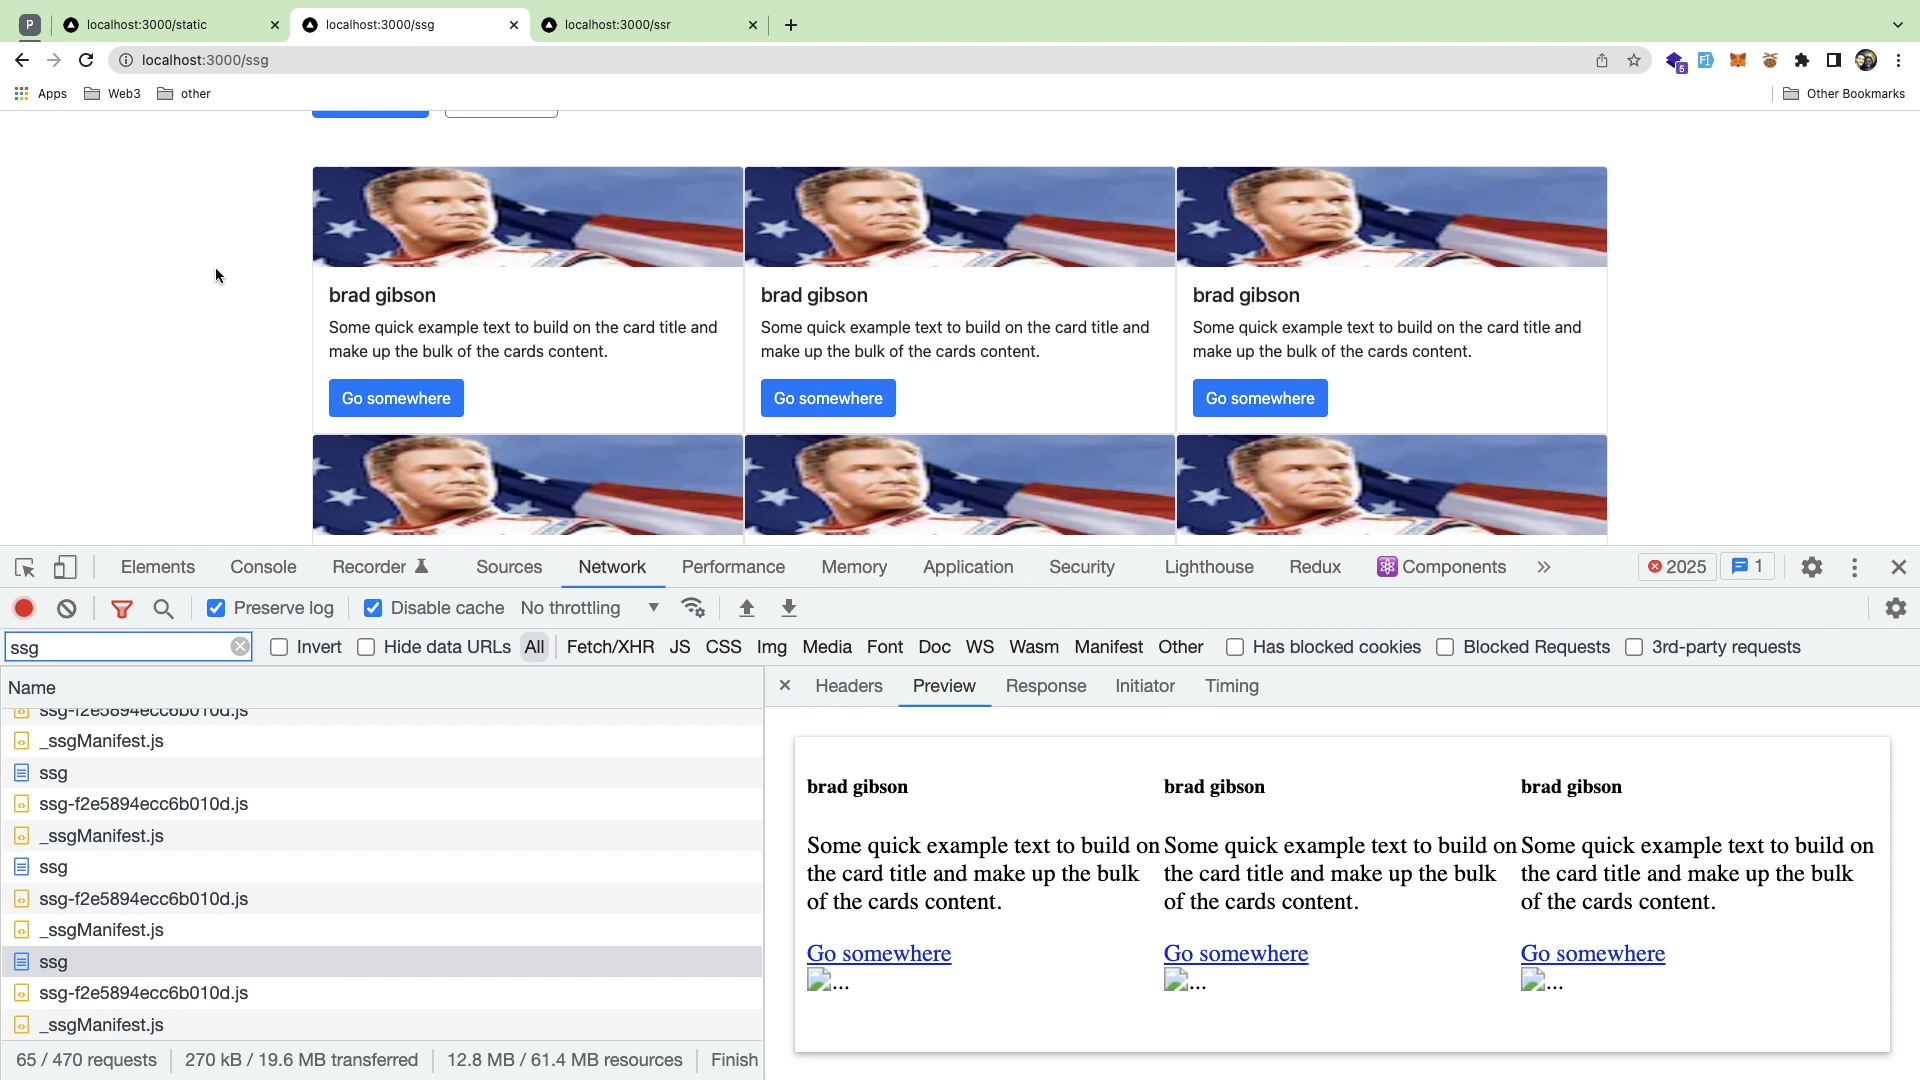 P
localhost:3000/static
localhost:3000/ssg
localhost:3000/ssr
localhost:3000/ssg
5
Apps
Web3
other
Other Bookmarks
brad gibson
Some quick example text to build on the card title and
make up the bulk of the cards content.
Go somewhere
brad gibson
Some quick example text to build on the card title and
make up the bulk of the cards content.
Go somewhere
brad gibson
Some quick example text to build on the card title and
make up the bulk of the cards content.
Go somewhere
Elements Console Recorder Sources Network Performance Memory Application Security Lighthouse Redux Components 2025 1
Preserve log Disable cache No throttling
ssg Invert Hide data URLs All Fetch/XHR JS CSS Img Media Font Doc WS Wasm Manifest Other Has blocked cookies Blocked Requests 3rd-party requests
Name
ssg-f2e5894ecc6b010d.js
_ssgManifest.js
ssg
ssg-f2e5894ecc6b010d.js
_ssgManifest.js
ssg
ssg-f2e5894ecc6b010d.js
_ssgManifest.js
ssg
ssg-f2e5894ecc6b010d.js
_ssgManifest.js
65 / 470 requests 270 kB / 19.6 MB transferred 12.8 MB / 61.4 MB resources Finish
Headers Preview Response Initiator Timing
brad gibson
Some quick example text to build on
the card title and make up the bulk
of the cards content.
Go somewhere
...
brad gibson
Some quick example text to build on
the card title and make up the bulk
of the cards content.
Go somewhere
...
brad gibson
Some quick example text to build on
the card title and make up the bulk
of the cards content.
Go somewhere
...